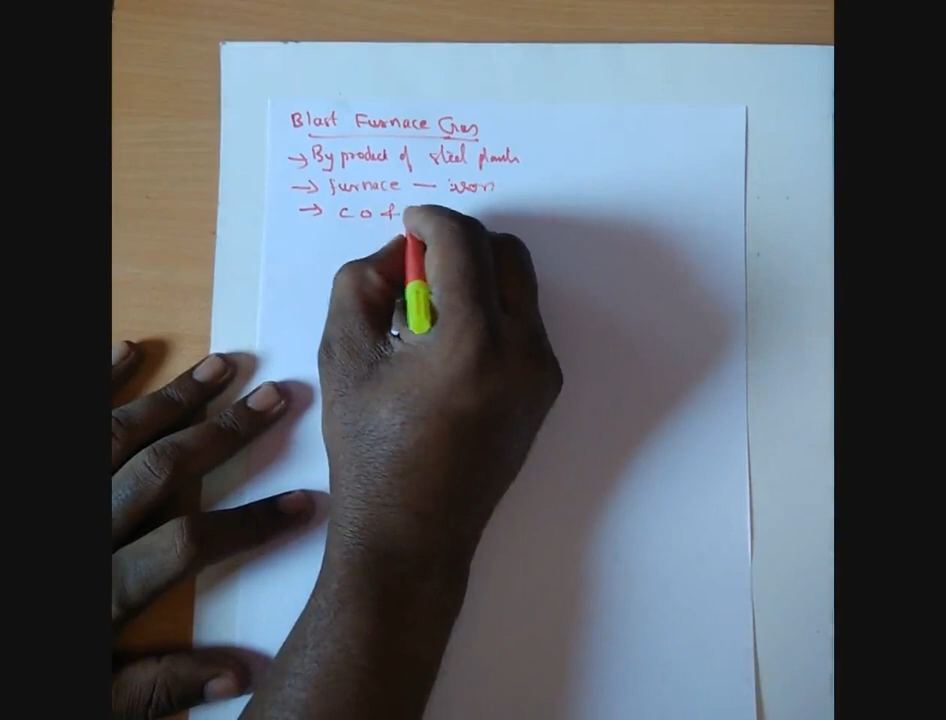 Blast Furnace Gas
→ By product of steel plants
→ furnace — iron
→ C O f